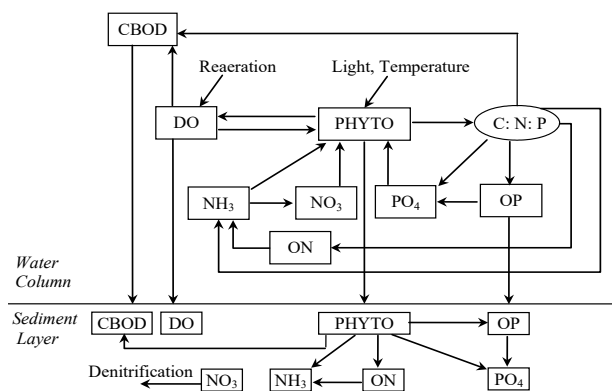 CBOD
Reaeration
Light, Temperature
DO
PHYTO
C: N: P
NH3
NO3
PO4
OP
ON
Water
Column
Sediment
Layer
CBOD
DO
PHYTO
OP
Denitrification
NO3
NH3
ON
PO4